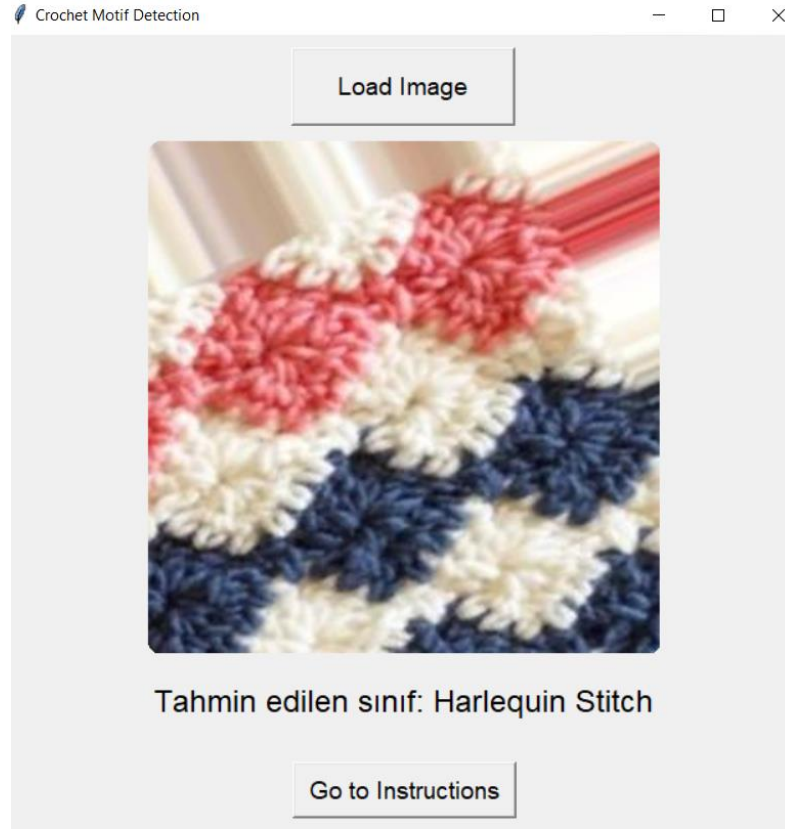 Crochet Motif Detection
Load Image
Tahmin edilen sınıf: Harlequin Stitch
Go to Instructions